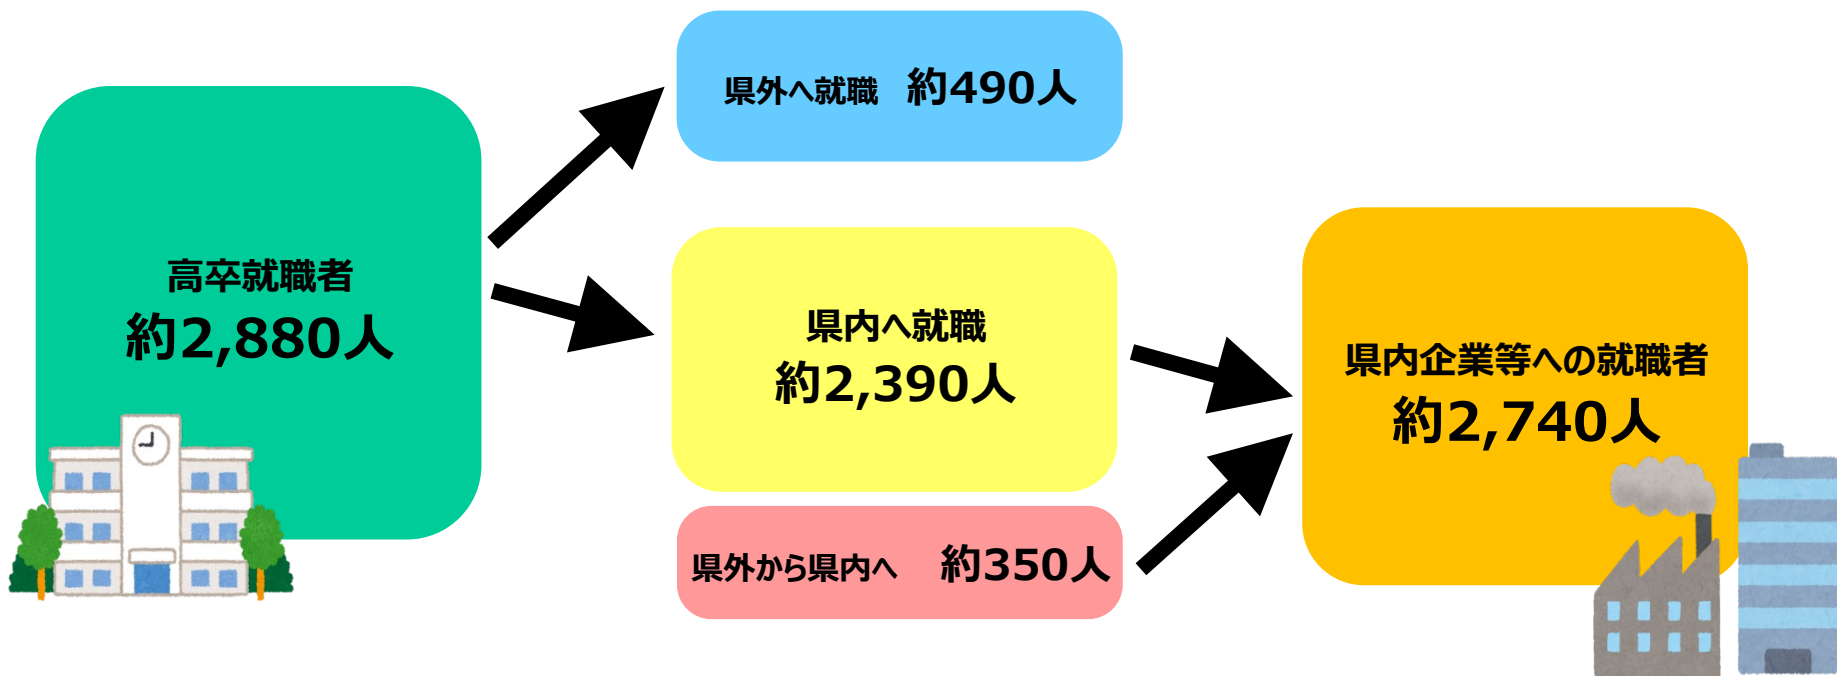 県外へ就職 約490人
高卒就職者
約2,880人
県内へ就職
約2,390人
県外から県内へ 約350人
県内企業等への就職者
約2,740人